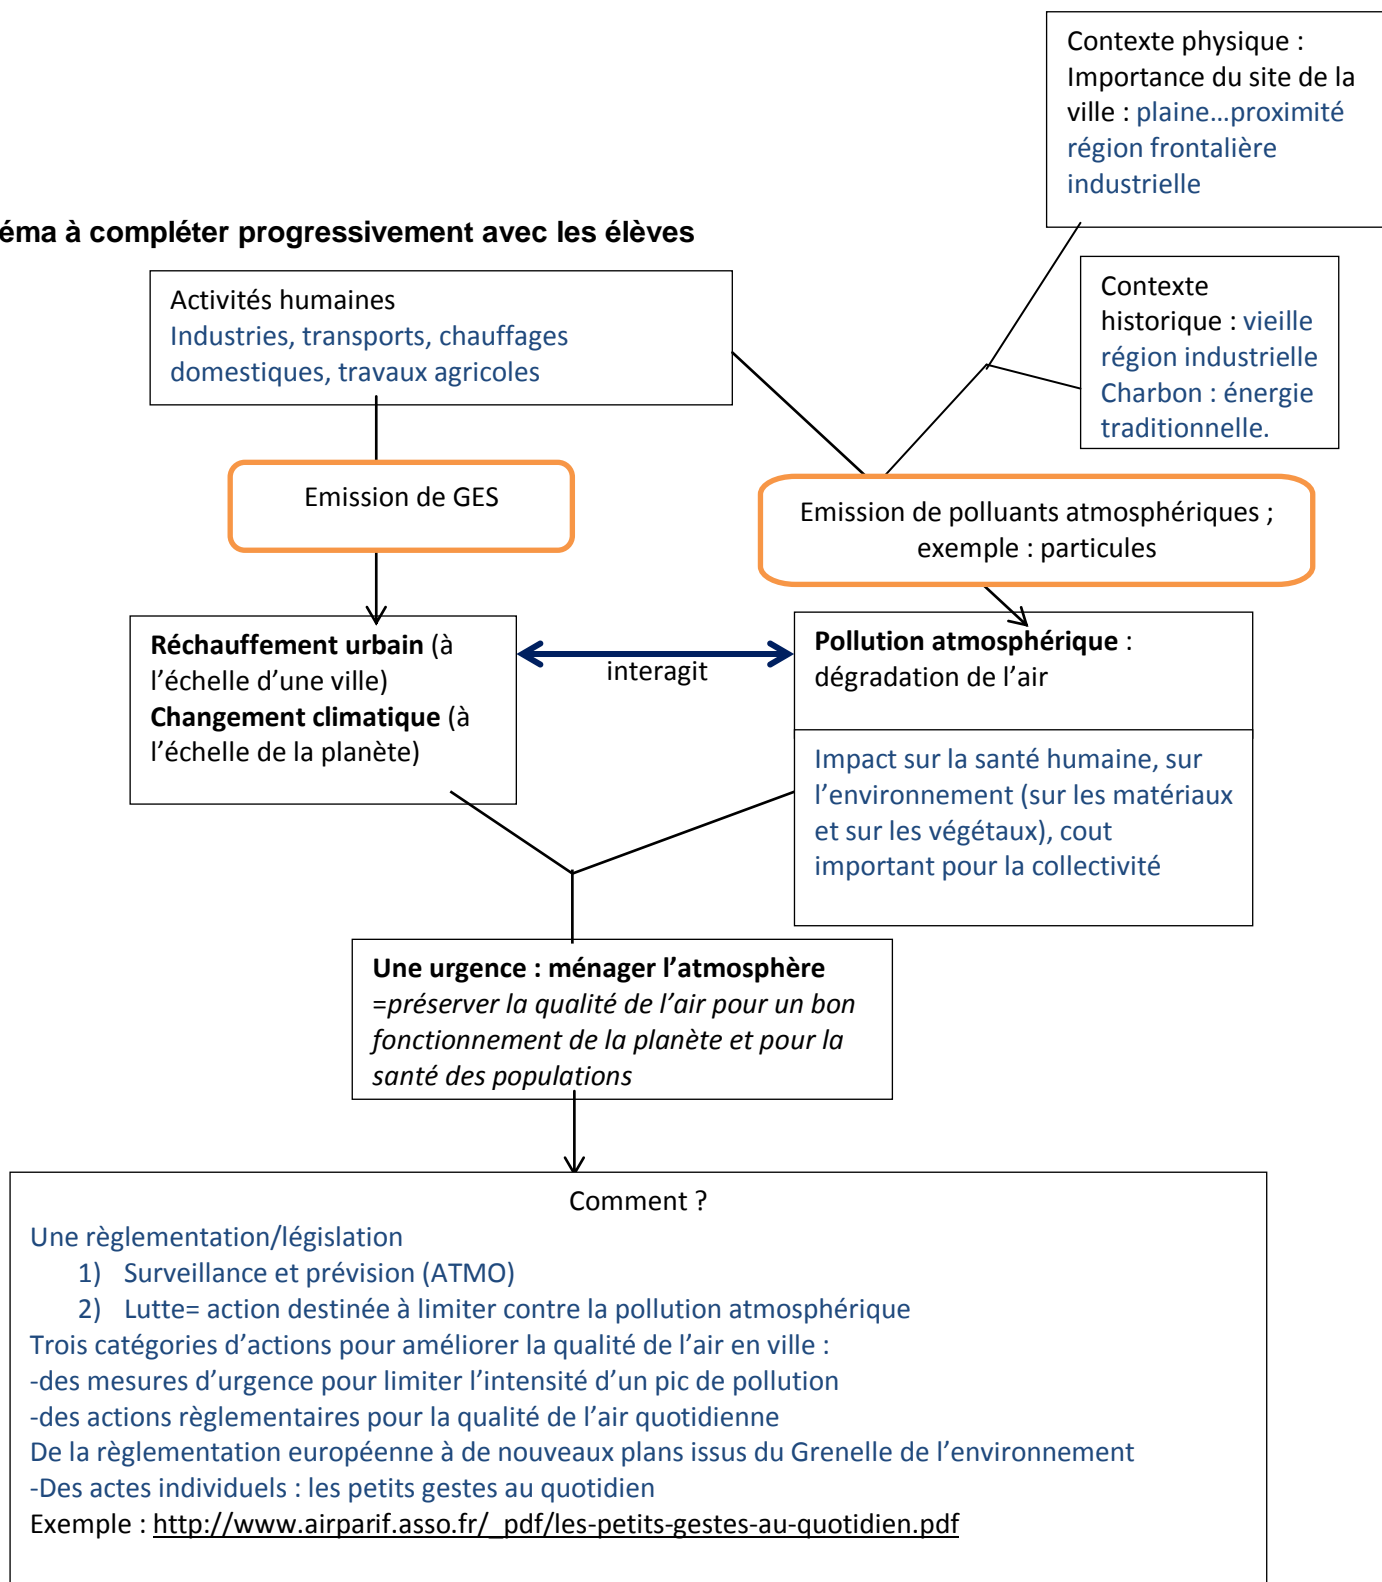 Contexte physique :
Importance du site de la
ville : plaine…proximité
région frontalière
industrielle
éma à compléter progressivement avec les élèves
Activités humaines
Industries, transports, chauffages
domestiques, travaux agricoles
Contexte
historique : vieille
région industrielle
Charbon : énergie
traditionnelle.
Emission de GES
Emission de polluants atmosphériques ;
exemple : particules
Réchauffement urbain (à
l’échelle d’une ville)
Changement climatique (à
l’échelle de la planète)
interagit
Pollution atmosphérique :
dégradation de l’air
Impact sur la santé humaine, sur
l’environnement (sur les matériaux
et sur les végétaux), cout
important pour la collectivité
Une urgence : ménager l’atmosphère
=préserver la qualité de l’air pour un bon
fonctionnement de la planète et pour la
santé des populations
Comment ?
Une règlementation/législation
1) Surveillance et prévision (ATMO)
2) Lutte= action destinée à limiter contre la pollution atmosphérique
Trois catégories d’actions pour améliorer la qualité de l’air en ville :
-des mesures d’urgence pour limiter l’intensité d’un pic de pollution
-des actions règlementaires pour la qualité de l’air quotidienne
De la règlementation européenne à de nouveaux plans issus du Grenelle de l’environnement
-Des actes individuels : les petits gestes au quotidien
Exemple : http://www.airparif.asso.fr/_pdf/les-petits-gestes-au-quotidien.pdf